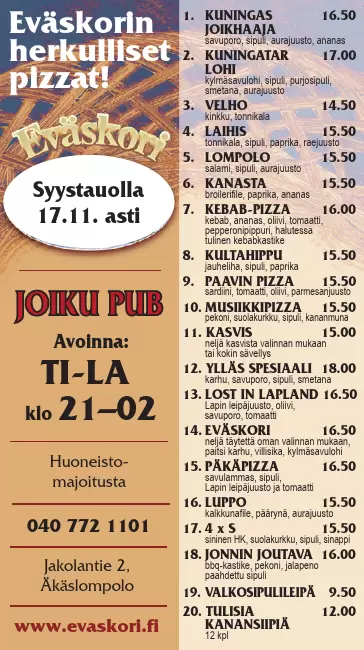 Eväskorin
herkulliset
pizzat!
Eväskori
Syystauolla
17.11. asti
JOIKU PUB
Avoinna:
TI-LA
klo 21–02
Huoneisto-
majoitusta
040 772 1101
Jakolantie 2,
Äkäslompolo
www.evaskori.fi
1. KUNINGAS 16.50
JOIKHAAJA
savuporo, sipuli, aurajuusto, ananas
2. KUNINGATAR 17.00
LOHI
kylmäsavulohi, sipuli, purjosipuli,
smetana, aurajuusto
3. VELHO 14.50
kinkku, tonnikala
4. LAIHIS 15.50
tonnikala, sipuli, paprika, raejuusto
5. LOMPOLO 15.50
salami, sipuli, aurajuusto
6. KANASTA 15.50
broilerifile, paprika, ananas
7. KEBAB-PIZZA 16.00
kebab, ananas, oliivi, tomaatti,
pepperonipippuri, halutessa
tulinen kebabkastike
8. KULTAHIPPU 15.50
jauheliha, sipuli, paprika
9. PAAVIN PIZZA 15.50
sardiini, tomaatti, oliivi, parmesanjuusto
10. MUSIIKKIPIZZA 15.50
pekoni, suolakurkku, sipuli, kananmuna
11. KASVIS 15.00
neljä kasvista valinnan mukaan
tai kokin sävellys
12. YLLÄS SPESIAALI 18.00
karhu, savuporo, sipuli, smetana
13. LOST IN LAPLAND 16.50
Lapin leipäjuusto, oliivi,
savuporo, tomaatti
14. EVÄSKORI 16.50
neljä täytettä oman valinnan mukaan,
paitsi karhu, villisika, kylmäsavulohi
15. PÄKÄPIZZA 16.50
savulammas, sipuli,
Lapin leipäjuusto ja tomaatti
16. LUPPO 15.50
kalkkunafile, päärynä, aurajuusto
17. 4 x S 15.50
sininen HK, suolakurkku, sipuli, sinappi
18. JONNIN JOUTAVA 16.00
bbq-kastike, pekoni, jalapeno
paahdettu sipuli
19. VALKOSIPULILEIPÄ 9.50
20. TULISIA 12.00
KANANSIIPIÄ
12 kpl